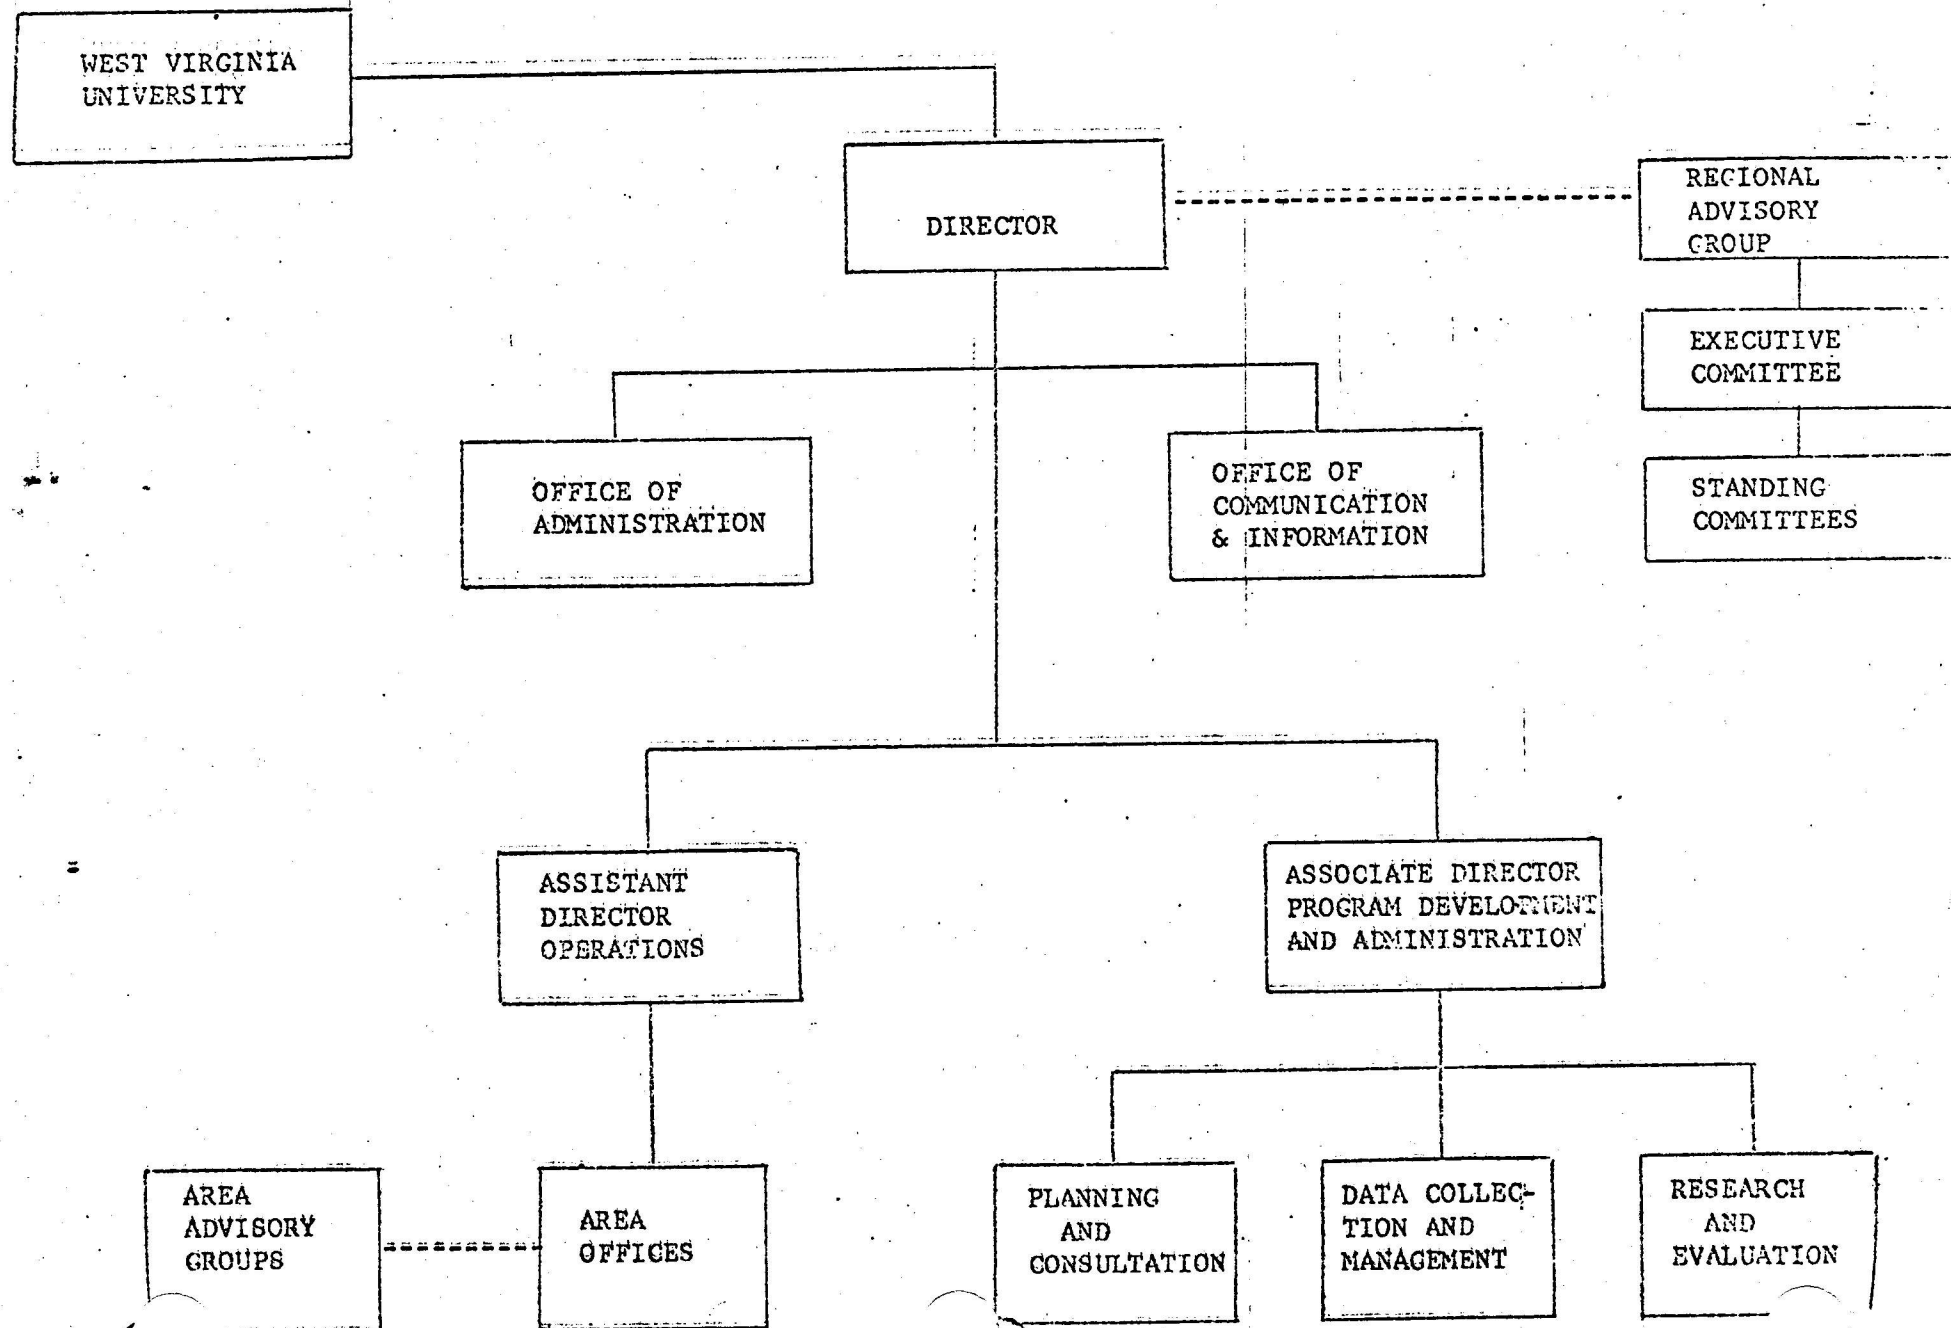 WEST VIRGINIA
UNIVERSITY
DIRECTOR
REGIONAL
ADVISORY
GROUP
EXECUTIVE
COMMITTEE
STANDING
COMMITTEES
OFFICE OF
ADMINISTRATION
OFFICE OF
COMMUNICATION
& INFORMATION
ASSISTANT
DIRECTOR
OPERATIONS
ASSOCIATE DIRECTOR
PROGRAM DEVELOPMENT
AND ADMINISTRATION
AREA
ADVISORY
GROUPS
AREA
OFFICES
PLANNING
AND
CONSULTATION
DATA COLLEC-
TION AND
MANAGEMENT
RESEARCH
AND
EVALUATION